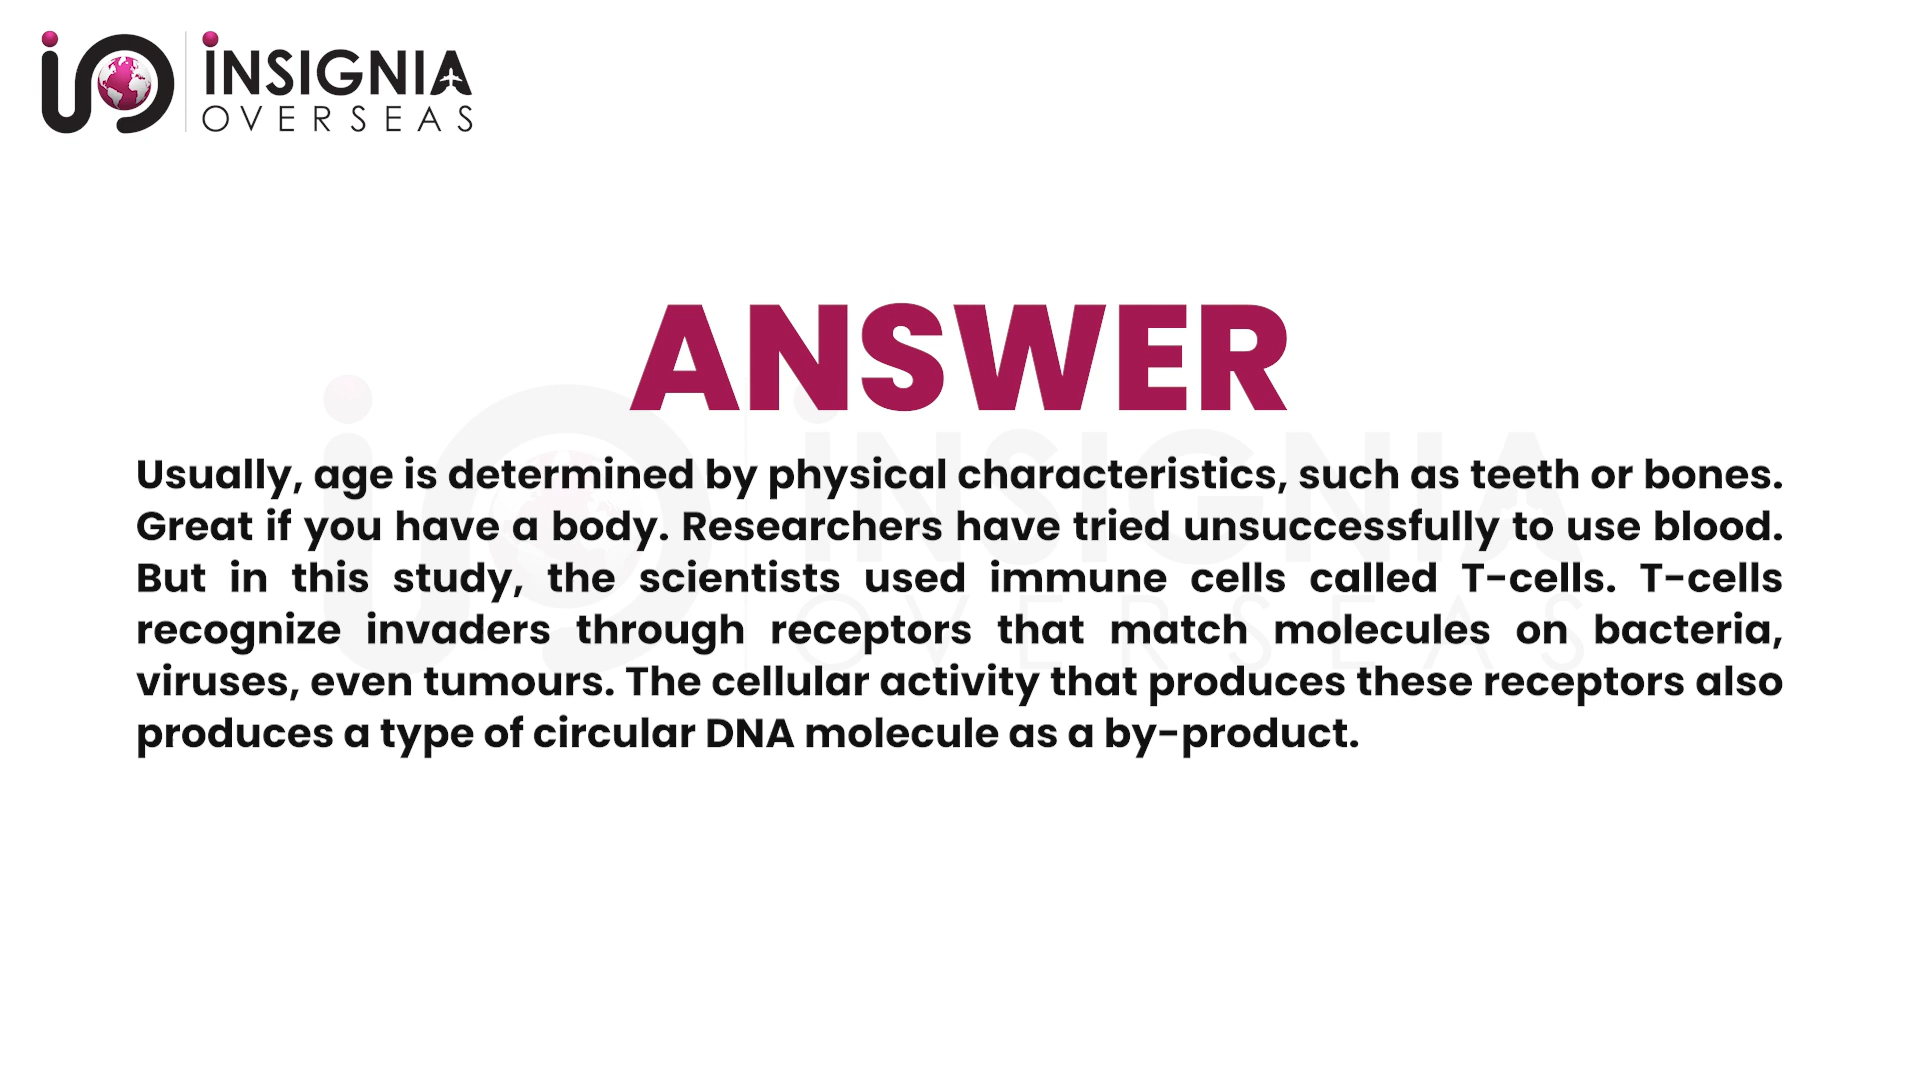 INSIGNIA
OVERSEAS
ANSWER
Usually, age is determined by physical characteristics, such as teeth or bones.
Great if you have a body. Researchers have tried unsuccessfully to use blood.
But in this study, the scientists used immune cells called T-cells. T-cells
recognize invaders through receptors that match molecules on bacteria,
viruses, even tumours. The cellular activity that produces these receptors also
produces a type of circular DNA molecule as a by-product.
INSIGNIA
OVERSEAS